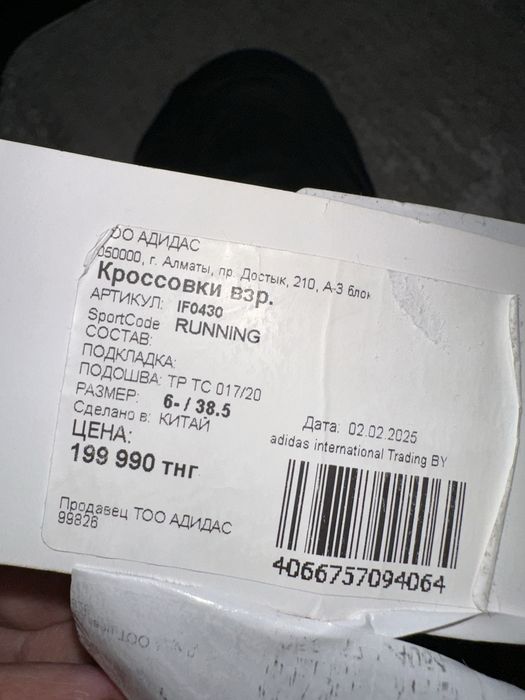 ТОО АДИДАС
050000, г. Алматы, пр. Достык, 210, А-3 блок
Кроссовки взр.
АРТИКУЛ: IF0430
SportCode RUNNING
СОСТАВ:
ПОДКЛАДКА:
ПОДОШВА: ТР ТС 017/20
РАЗМЕР: 6- / 38.5
Сделано в: КИТАЙ
ЦЕНА:
199 990 тнг
Продавец ТОО АДИДАС
99826
Дата: 02.02.2025
adidas international Trading BY
4066757094064